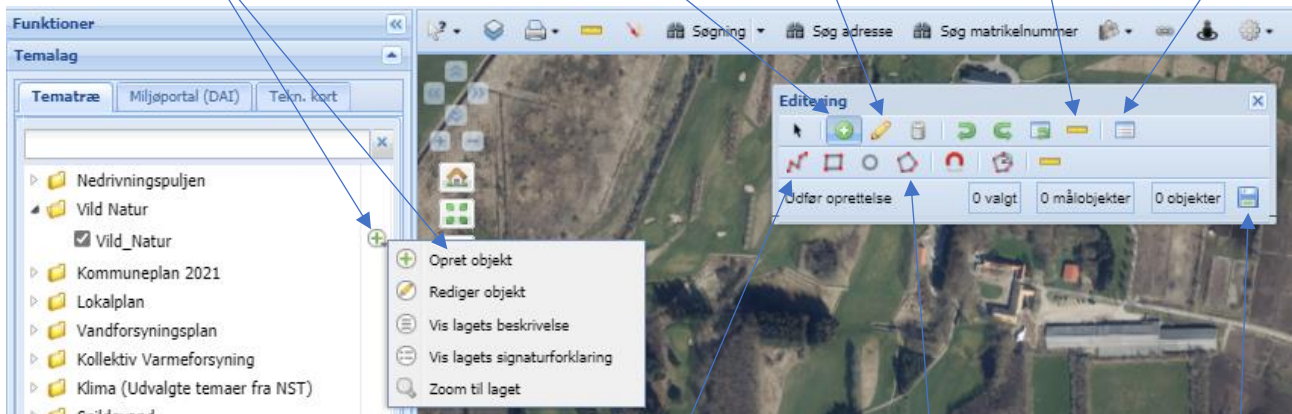 Funktioner
Søgning
Søg adresse
Søg matrikelnummer
Temalag
Tematræ
Miljøportal (DAI)
Tekn. kort
Editering
Udfør oprettelse
0 valgt
0 målobjekter
0 objekter
Nedrivningspuljen
Vild Natur
Vild_Natur
Kommuneplan 2021
Lokalplan
Vandforsyningsplan
Kollektiv Varmeforsyning
Klima (Udvalgte temaer fra NST)
Opret objekt
Rediger objekt
Vis lagets beskrivelse
Vis lagets signaturforklaring
Zoom til laget